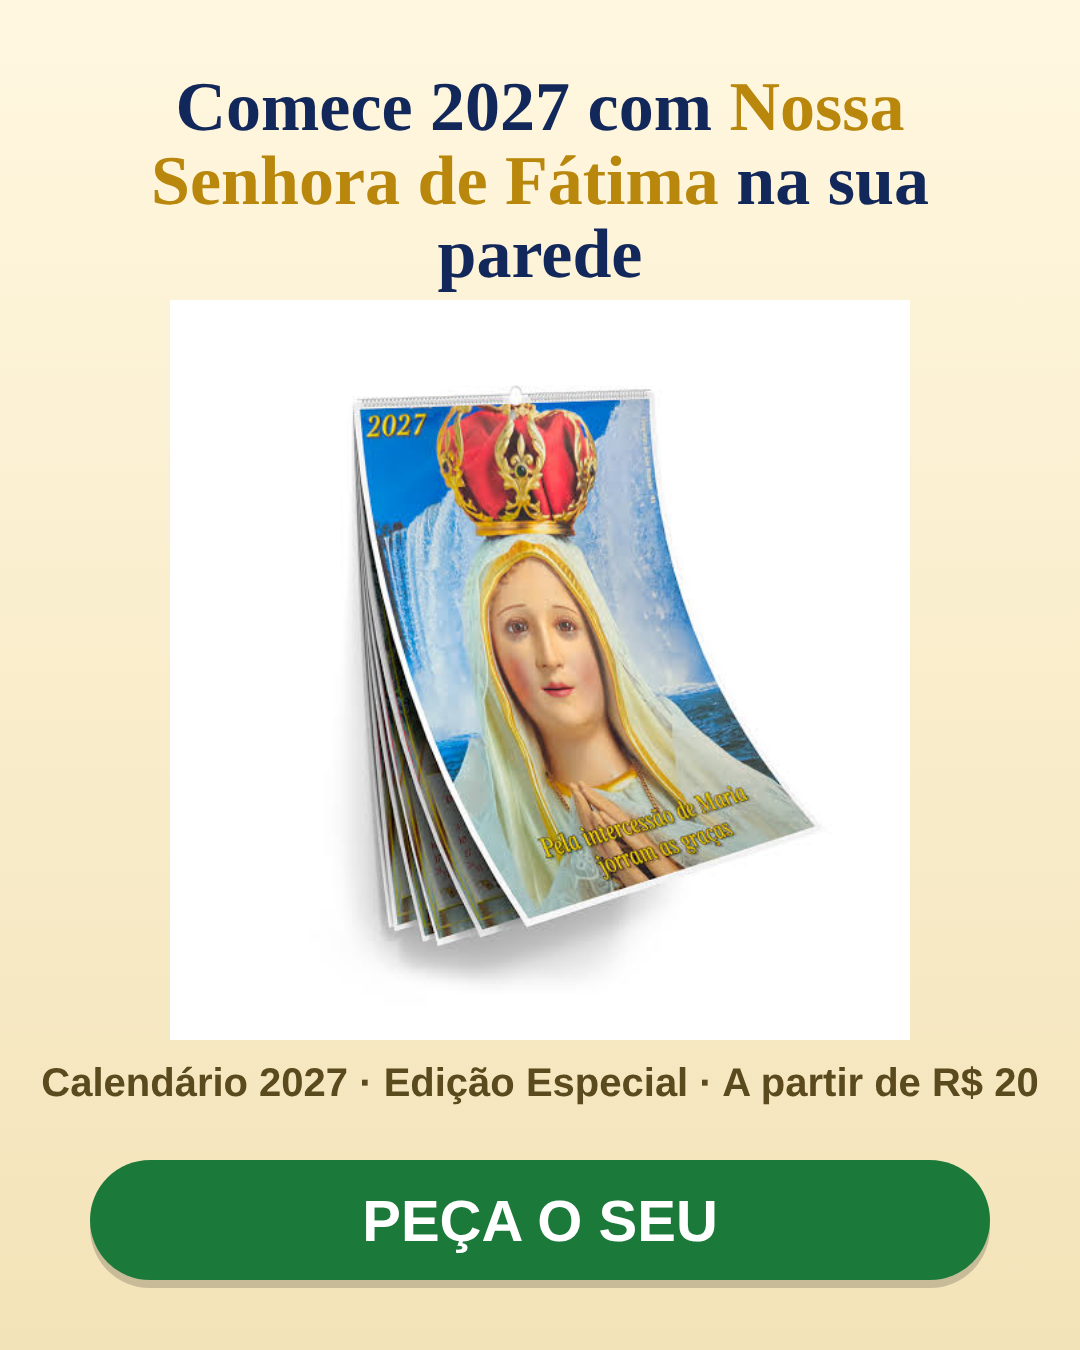 Comece 2027 com Nossa
Senhora de Fátima na sua
parede
2027
Pela intercessão de Maria
jorram as graças
Calendário 2027 · Edição Especial · A partir de R$ 20
PEÇA O SEU